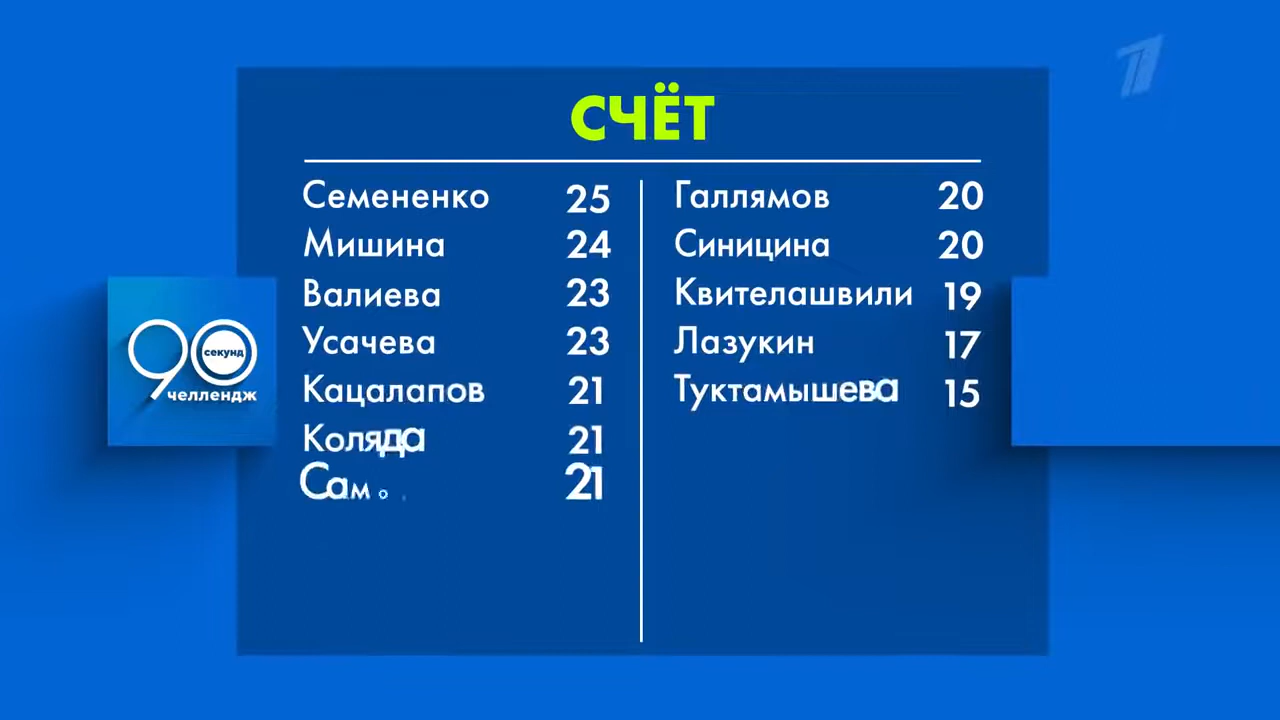 СЧЁТ
Семененко 25
Мишина 24
Валиева 23
Усачева 23
Кацалапов 21
Коляда 21
21
Галлямов 20
Синицина 20
Квителашвили 19
Лазукин 17
Туктамышева 15
90
секунд
челлендж
1